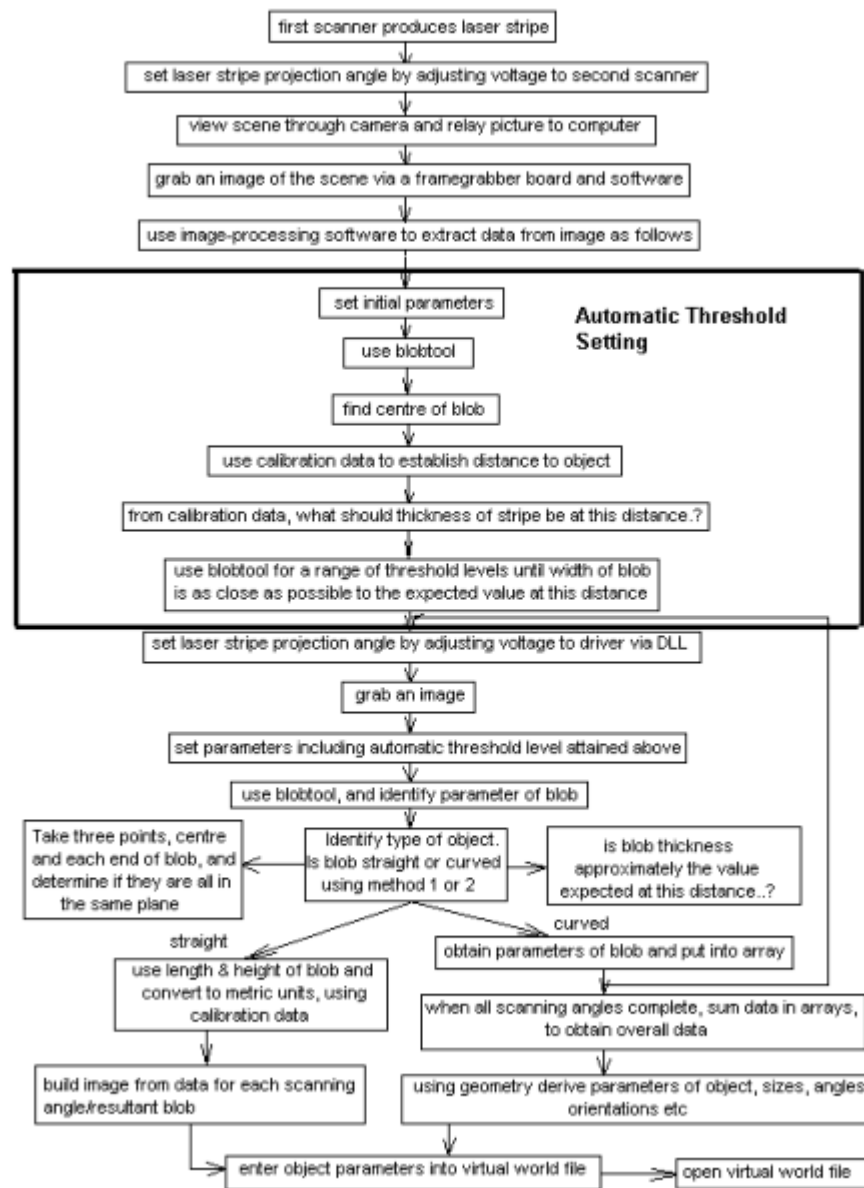 first scanner produces laser stripe
set laser stripe projection angle by adjusting voltage to second scanner
view scene through camera and relay picture to computer
grab an image of the scene via a framegrabber board and software
use image-processing software to extract data from image as follows
set initial parameters
Automatic Threshold
Setting
use blobtool
find centre of blob
use calibration data to establish distance to object
from calibration data, what should thickness of stripe be at this distance.?
use blobtool for a range of threshold levels until width of blob
is as close as possible to the expected value at this distance
set laser stripe projection angle by adjusting voltage to driver via DLL
grab an image
set parameters including automatic threshold level attained above
use blobtool, and identify parameter of blob
Take three points, centre
and each end of blob, and
determine if they are all in
the same plane
Identify type of object.
Is blob straight or curved
using method 1 or 2
is blob thickness
approximately the value
expected at this distance..?
straight
curved
use length & height of blob and
convert to metric units, using
calibration data
obtain parameters of blob and put into array
when all scanning angles complete, sum data in arrays,
to obtain overall data
build image from data for each scanning
angle/resultant blob
using geometry derive parameters of object, sizes, angles
orientations etc
enter object parameters into virtual world file
open virtual world file